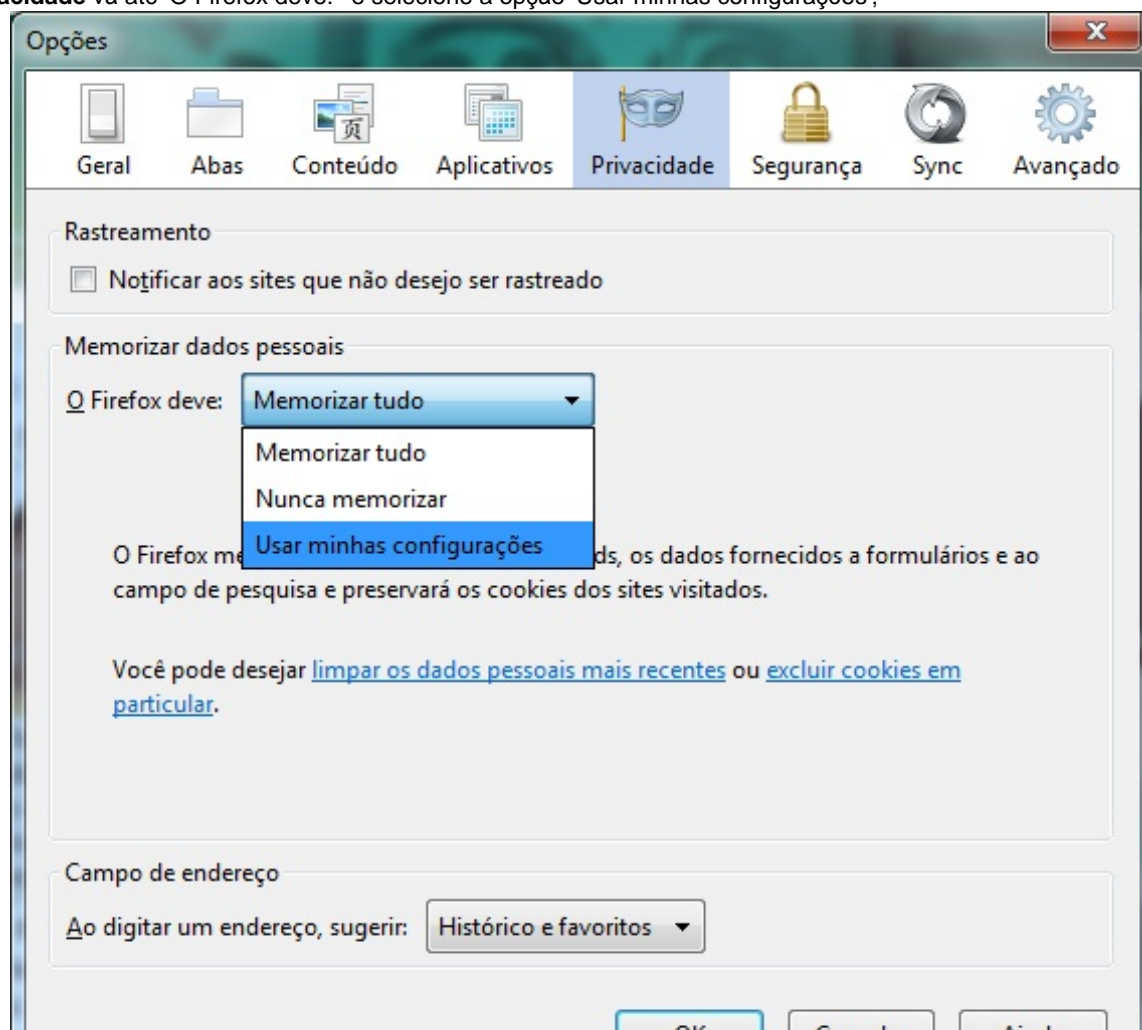 vá até 'O Firefox deve:' e selecione a opção 'Usar minhas configurações';
Opções
Geral Abas Conteúdo Aplicativos Privacidade Segurança Sync Avançado
页
Rastreamento
Notificar aos sites que não desejo ser rastreado
Memorizar dados pessoais
O Firefox deve: Memorizar tudo
Memorizar tudo
Nunca memorizar
Usar minhas configurações
O Firefox ds, os dados fornecidos a formulários e ao
campo de pesquisa e preservará os cookies dos sites visitados.
Você pode desejar limpar os dados pessoais mais recentes ou excluir cookies em
particular.
Campo de endereço
Ao digitar um endereço, sugerir: Histórico e favoritos